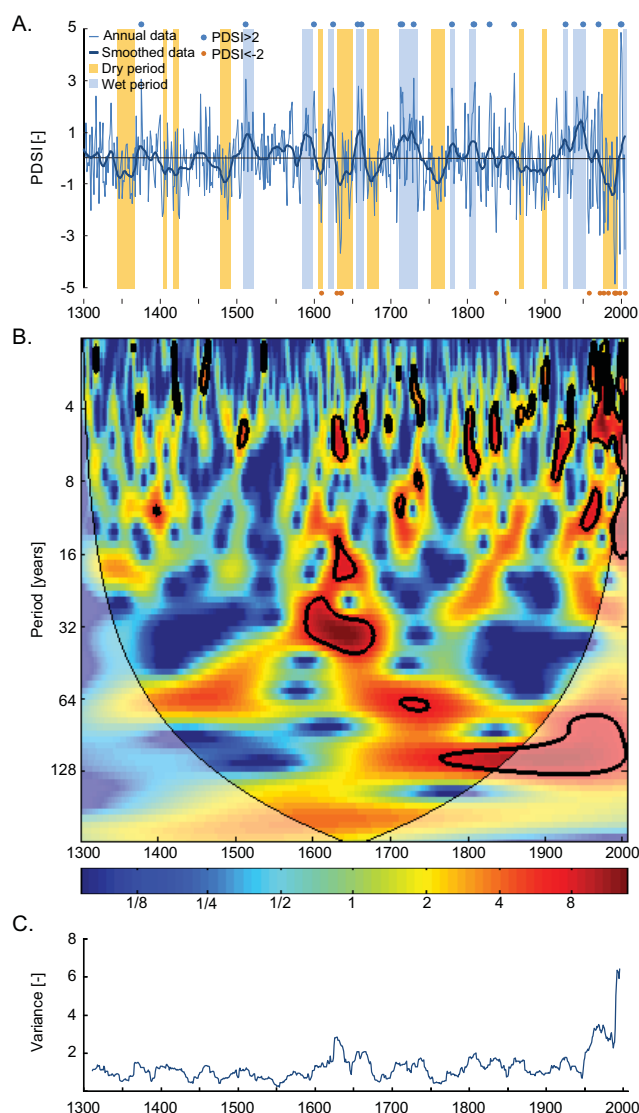 A.
Annual data
Smoothed data
Dry period
Wet period
PDSI>2
PDSI<-2
5
3
1
-1
-3
-5
PDSI [-]
1300 1400 1500 1600 1700 1800 1900 2000
B.
4
8
16
32
64
128
Period [years]
1300 1400 1500 1600 1700 1800 1900 2000
1/8 1/4 1/2 1 2 4 8
C.
8
6
4
2
Variance [-]
1300 1400 1500 1600 1700 1800 1900 2000